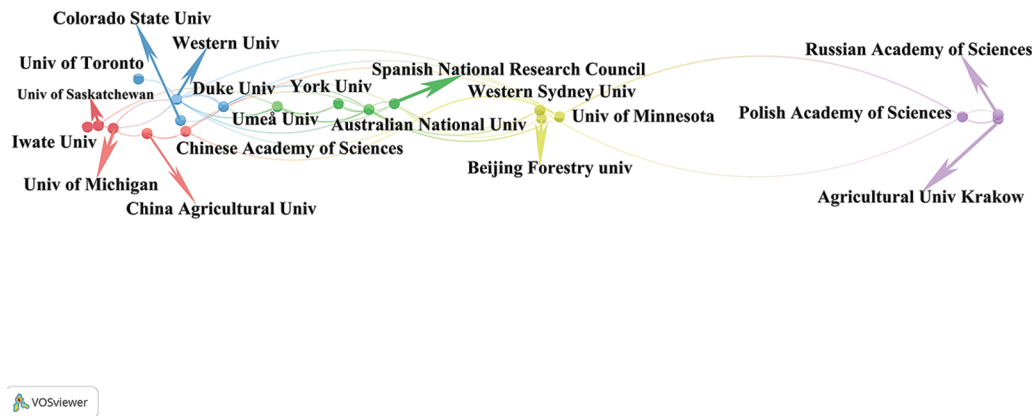 Colorado State Univ
Western Univ
Russian Academy of Sciences
Univ of Toronto
Spanish National Research Council
Duke Univ
York Univ
Western Sydney Univ
Univ of Saskatchewan
Umeå Univ
Australian National Univ
Univ of Minnesota
Polish Academy of Sciences
Iwate Univ
Chinese Academy of Sciences
Beijing Forestry univ
Univ of Michigan
Agricultural Univ Krakow
China Agricultural Univ
VOSviewer